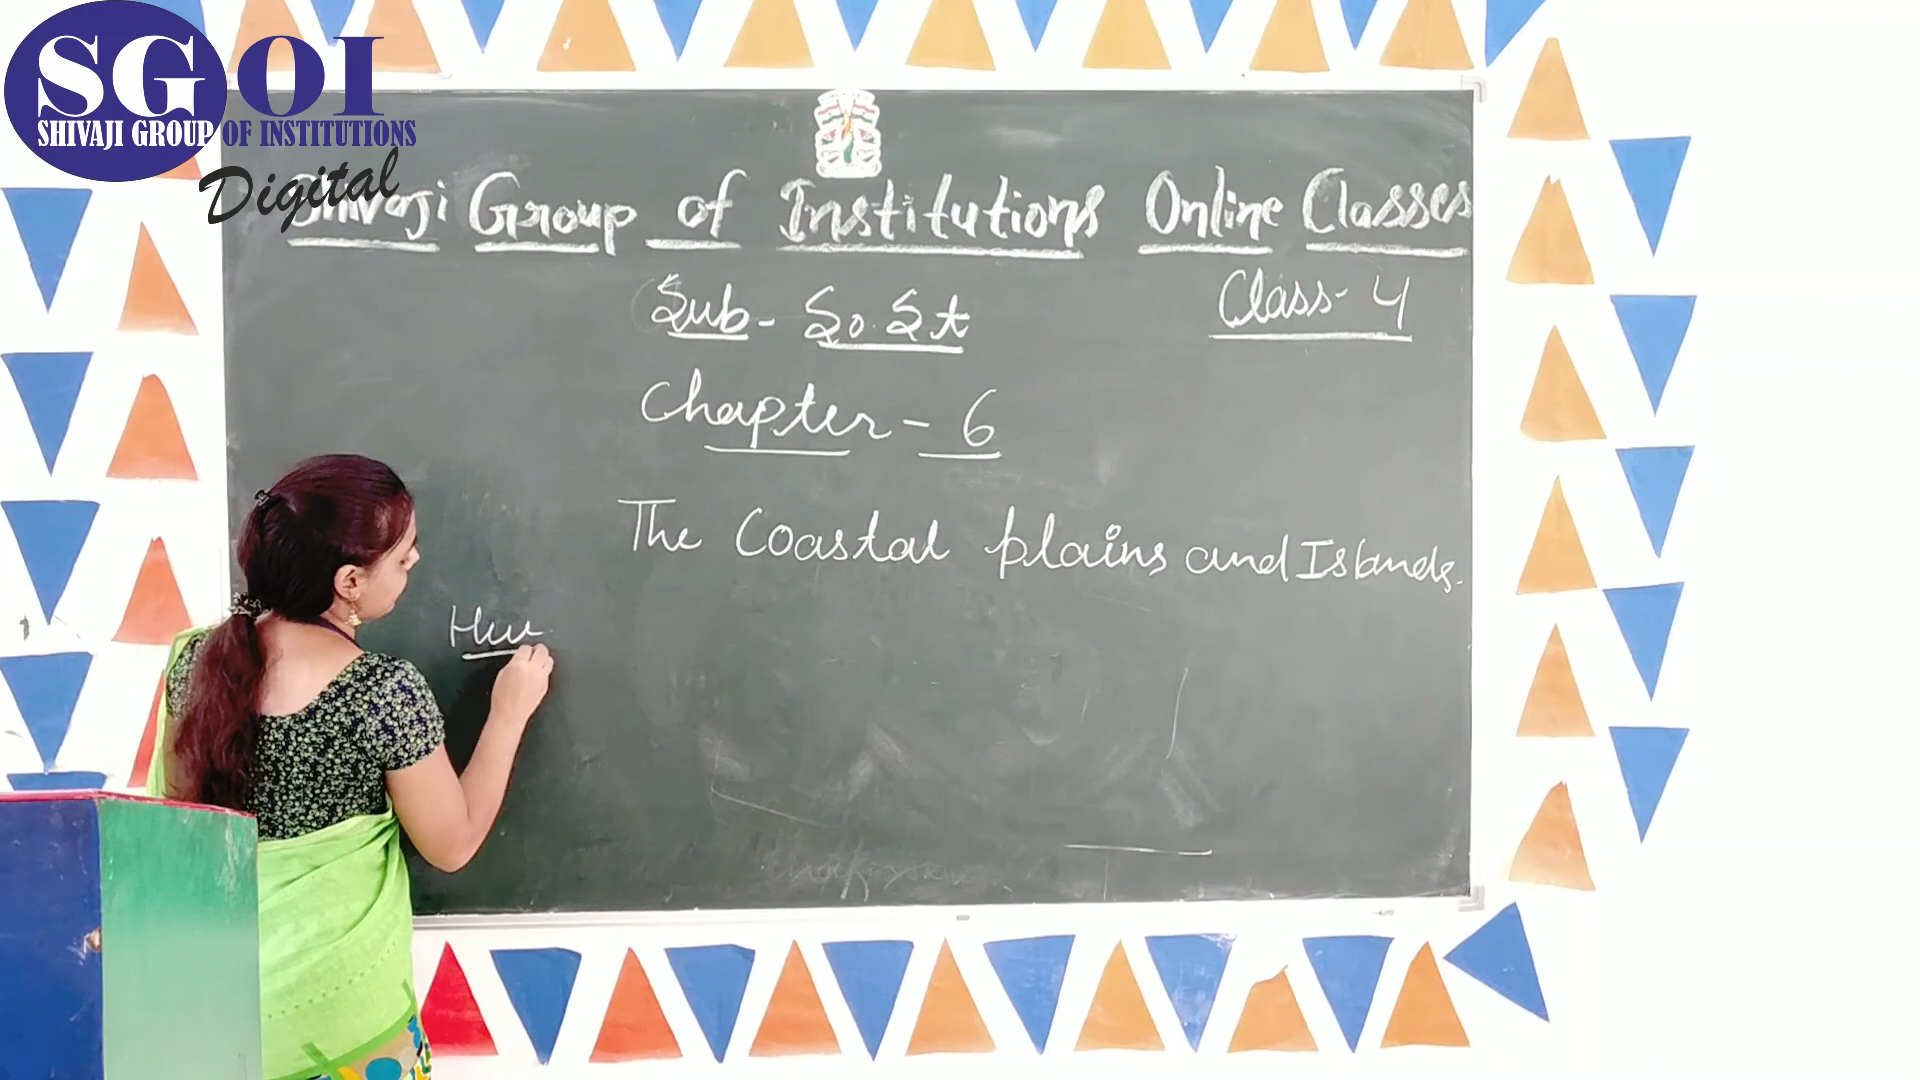 SGOI
SHIVAJI GROUP OF INSTITUTIONS
Digital
Shivaji Group of Institutions Online Classes
Sub- So.St
Class- 4
Chapter - 6
The Coastal plains and Islands.
Hw